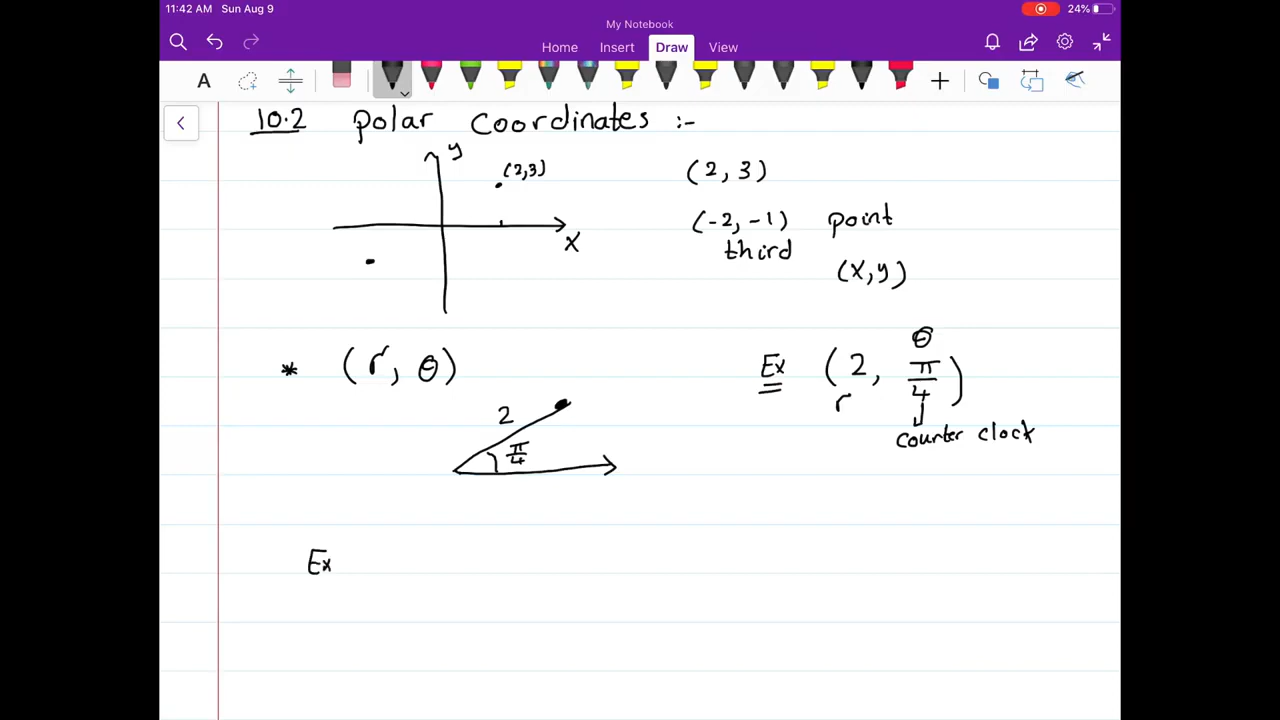 11:42 AM Sun Aug 9
24%
My Notebook
Home Insert Draw View
A
10.2 Polar Coordinates :-
y
(2,3)
x
(2, 3)
(-2, -1) point
third
(x,y)
* (r, θ)
Ex (2, π/4)
r
θ
counter clock
2
π/4
Ex